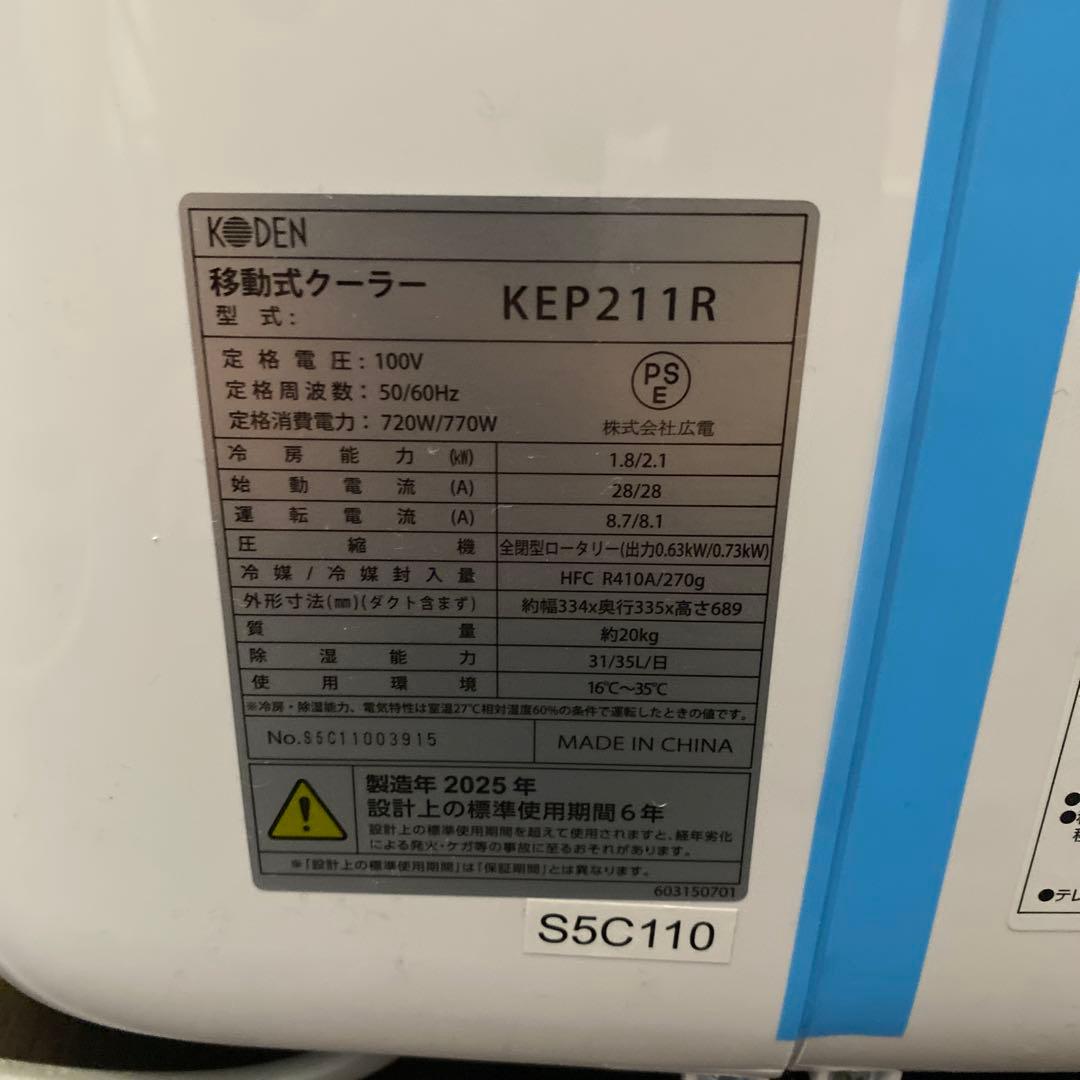 KODEN
移動式クーラー
型式: KEP211R
定格電圧: 100V
定格周波数: 50/60Hz
定格消費電力: 720W/770W
PSE
株式会社広電
冷房能力(kW) 1.8/2.1
始動電流(A) 28/28
運転電流(A) 8.7/8.1
圧縮機 全閉型ロータリー(出力0.63kW/0.73kW)
冷媒/冷媒封入量 HFC R410A/270g
外形寸法(mm)(ダクト含まず) 約幅334x奥行335x高さ689
質量 約20kg
除湿能力 31/35L/日
使用環境 16℃～35℃
※冷房・除湿能力、電気特性は室温27℃相対湿度60%の条件で運転したときの値です。
No.S5C11003915 MADE IN CHINA
製造年 2025年
設計上の標準使用期間6年
設計上の標準使用期間を超えて使用されますと、経年劣化
による発火・ケガ等の事故に至るおそれがあります。
※「設計上の標準使用期間」は「保証期間」とは異なります。
603150701
S5C110
●テレ